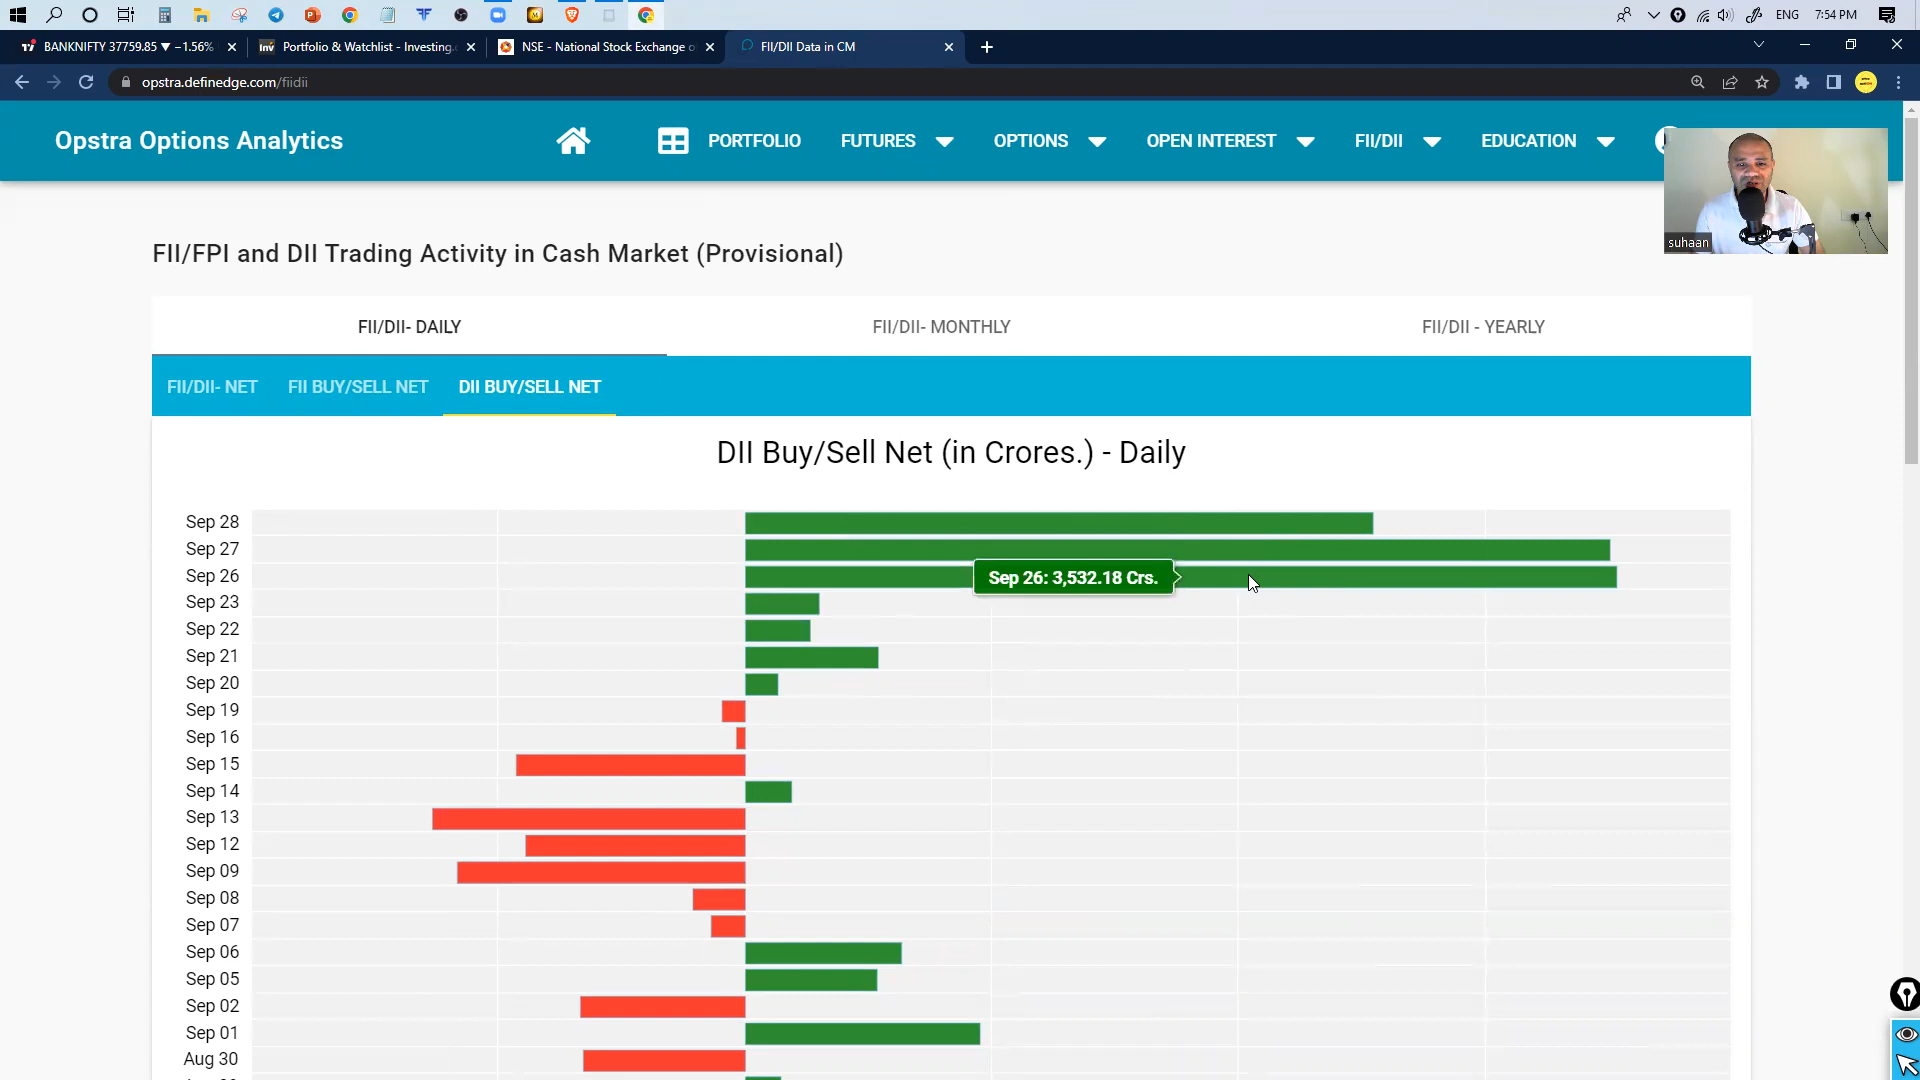 ENG 7:54 PM
BANKNIFTY 37759.85 ▼ −1.56%
Inv Portfolio & Watchlist - Investing.
NSE - National Stock Exchange o
FII/DII Data in CM
opstra.definedge.com/fiidii
Opstra Options Analytics
PORTFOLIO FUTURES OPTIONS OPEN INTEREST FII/DII EDUCATION
suhaan
FII/FPI and DII Trading Activity in Cash Market (Provisional)
FII/DII- DAILY FII/DII- MONTHLY FII/DII - YEARLY
FII/DII- NET FII BUY/SELL NET DII BUY/SELL NET
DII Buy/Sell Net (in Crores.) - Daily
Sep 28
Sep 27
Sep 26
Sep 26: 3,532.18 Crs.
Sep 23
Sep 22
Sep 21
Sep 20
Sep 19
Sep 16
Sep 15
Sep 14
Sep 13
Sep 12
Sep 09
Sep 08
Sep 07
Sep 06
Sep 05
Sep 02
Sep 01
Aug 30